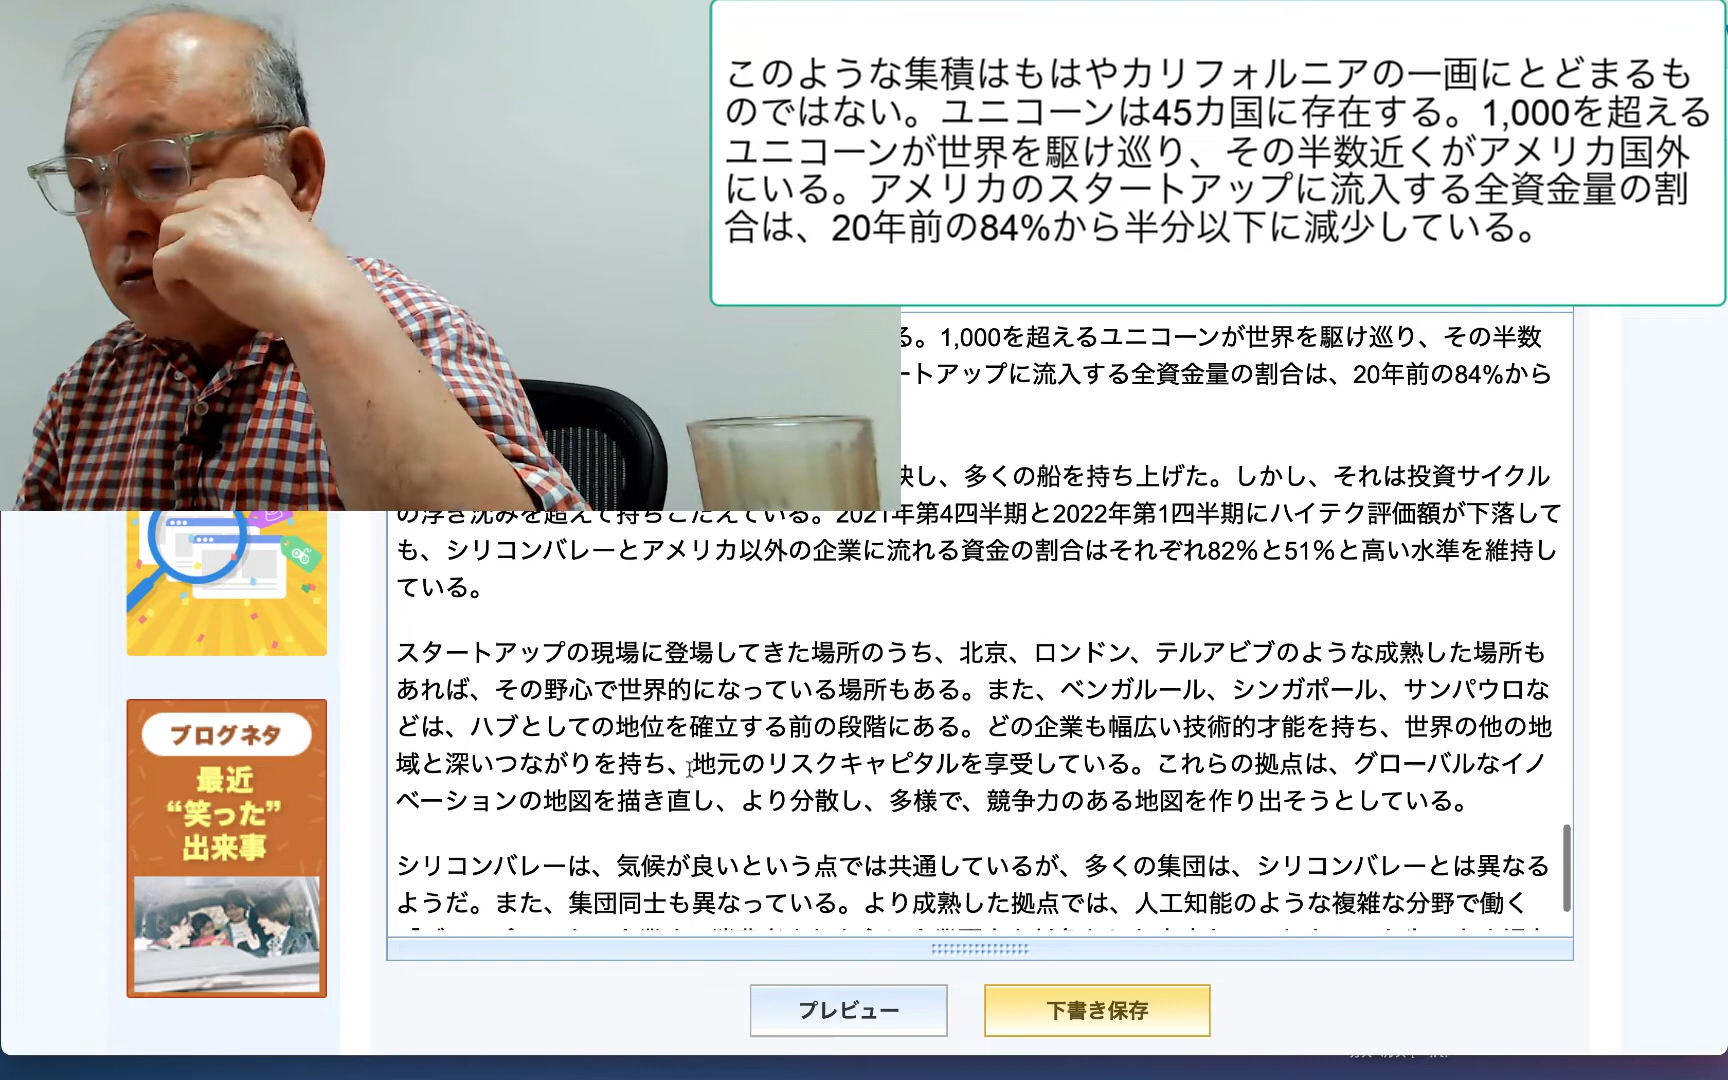 このような集積はもはやカリフォルニアの一画にとどまるも
のではない。ユニコーンは45カ国に存在する。1,000を超える
ユニコーンが世界を駆け巡り、その半数近くがアメリカ国外
にいる。アメリカのスタートアップに流入する全資金量の割
合は、20年前の84%から半分以下に減少している。
る。1,000を超えるユニコーンが世界を駆け巡り、その半数
ートアップに流入する全資金量の割合は、20年前の84%から
映し、多くの船を持ち上げた。しかし、それは投資サイクル
の浮き沈みを超えて持ちこたえている。2021年第4四半期と2022年第1四半期にハイテク評価額が下落して
も、シリコンバレーとアメリカ以外の企業に流れる資金の割合はそれぞれ82%と51%と高い水準を維持し
ている。
スタートアップの現場に登場してきた場所のうち、北京、ロンドン、テルアビブのような成熟した場所も
あれば、その野心で世界的になっている場所もある。また、ベンガルール、シンガポール、サンパウロな
どは、ハブとしての地位を確立する前の段階にある。どの企業も幅広い技術的才能を持ち、世界の他の地
域と深いつながりを持ち、地元のリスクキャピタルを享受している。これらの拠点は、グローバルなイノ
ベーションの地図を描き直し、より分散し、多様で、競争力のある地図を作り出そうとしている。
シリコンバレーは、気候が良いという点では共通しているが、多くの集団は、シリコンバレーとは異なる
ようだ。また、集団同士も異なっている。より成熟した拠点では、人工知能のような複雑な分野で働く
ブログネタ
最近
“笑った”
出来事
プレビュー
下書き保存